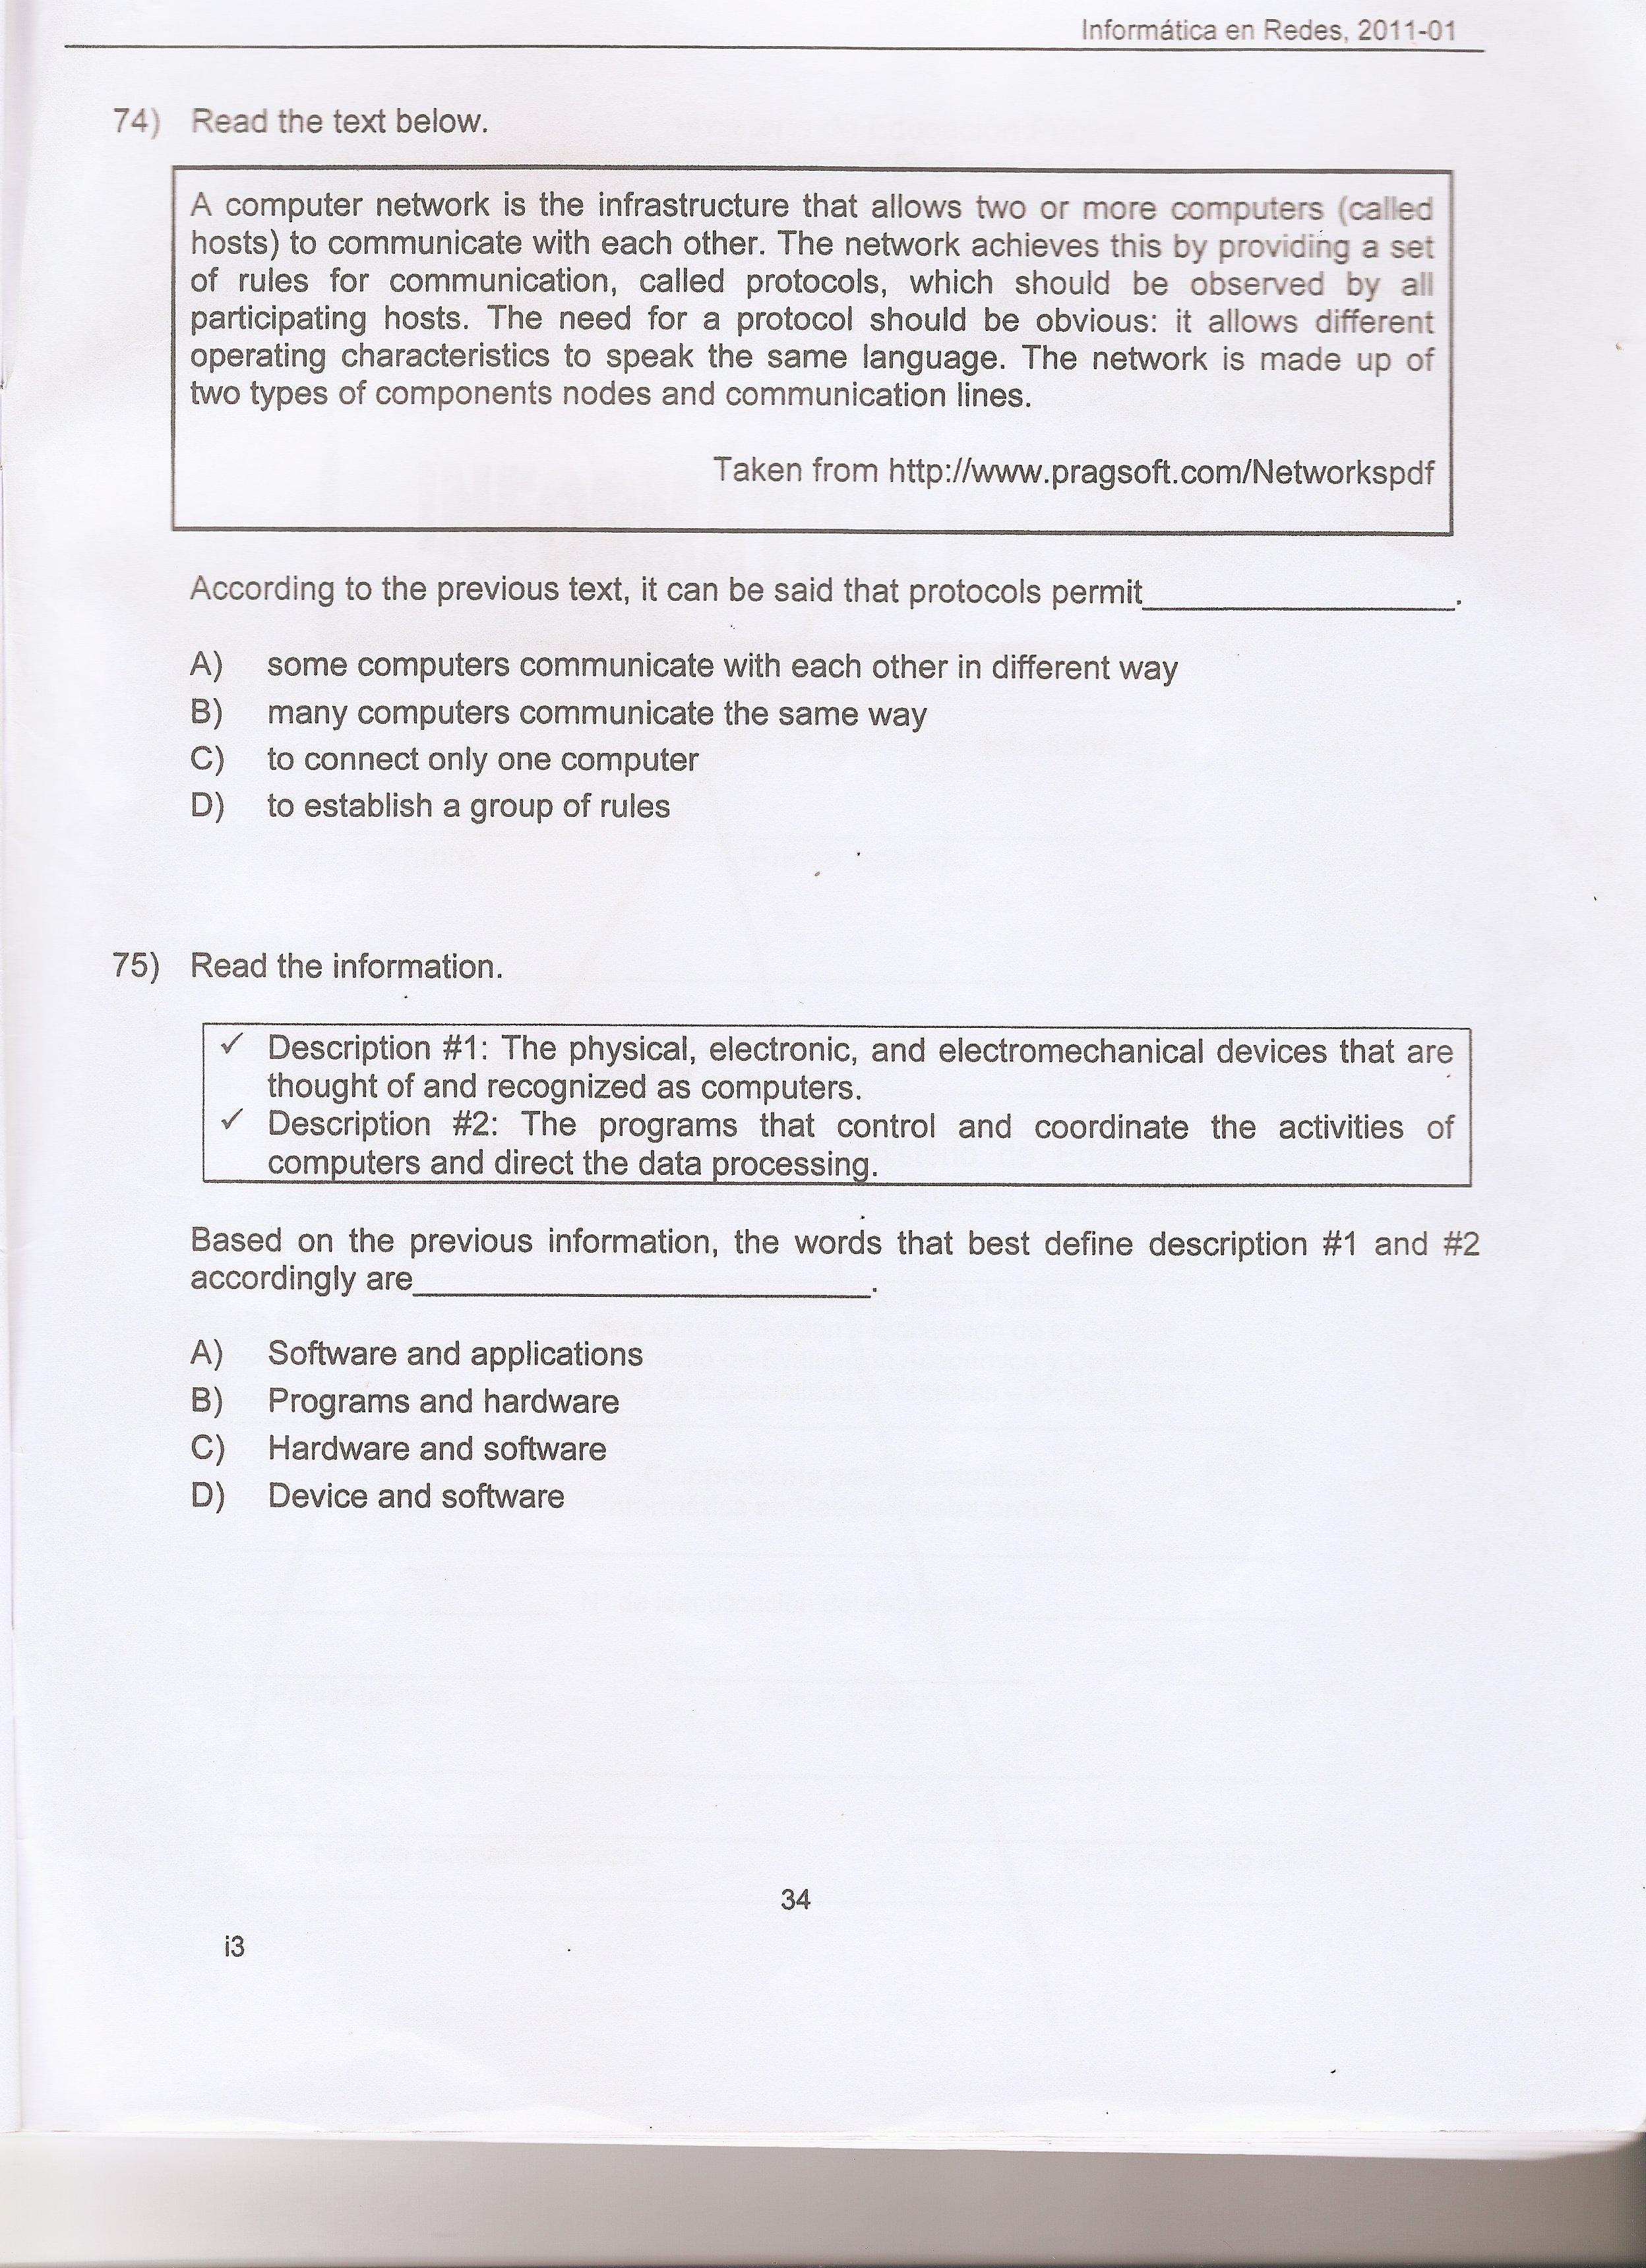 Informática en Redes, 2011-01
74) Read the text below.
A computer network is the infrastructure that allows two or more computers (called
hosts) to communicate with each other. The network achieves this by providing a set
of rules for communication, called protocols, which should be observed by all
participating hosts. The need for a protocol should be obvious: it allows different
operating characteristics to speak the same language. The network is made up of
two types of components nodes and communication lines.
Taken from http://www.pragsoft.com/Networkspdf
According to the previous text, it can be said that protocols permit____________________.
A) some computers communicate with each other in different way
B) many computers communicate the same way
C) to connect only one computer
D) to establish a group of rules
75) Read the information.
✓ Description #1: The physical, electronic, and electromechanical devices that are
thought of and recognized as computers.
✓ Description #2: The programs that control and coordinate the activities of
computers and direct the data processing.
Based on the previous information, the words that best define description #1 and #2
accordingly are____________________________.
A) Software and applications
B) Programs and hardware
C) Hardware and software
D) Device and software
34
i3